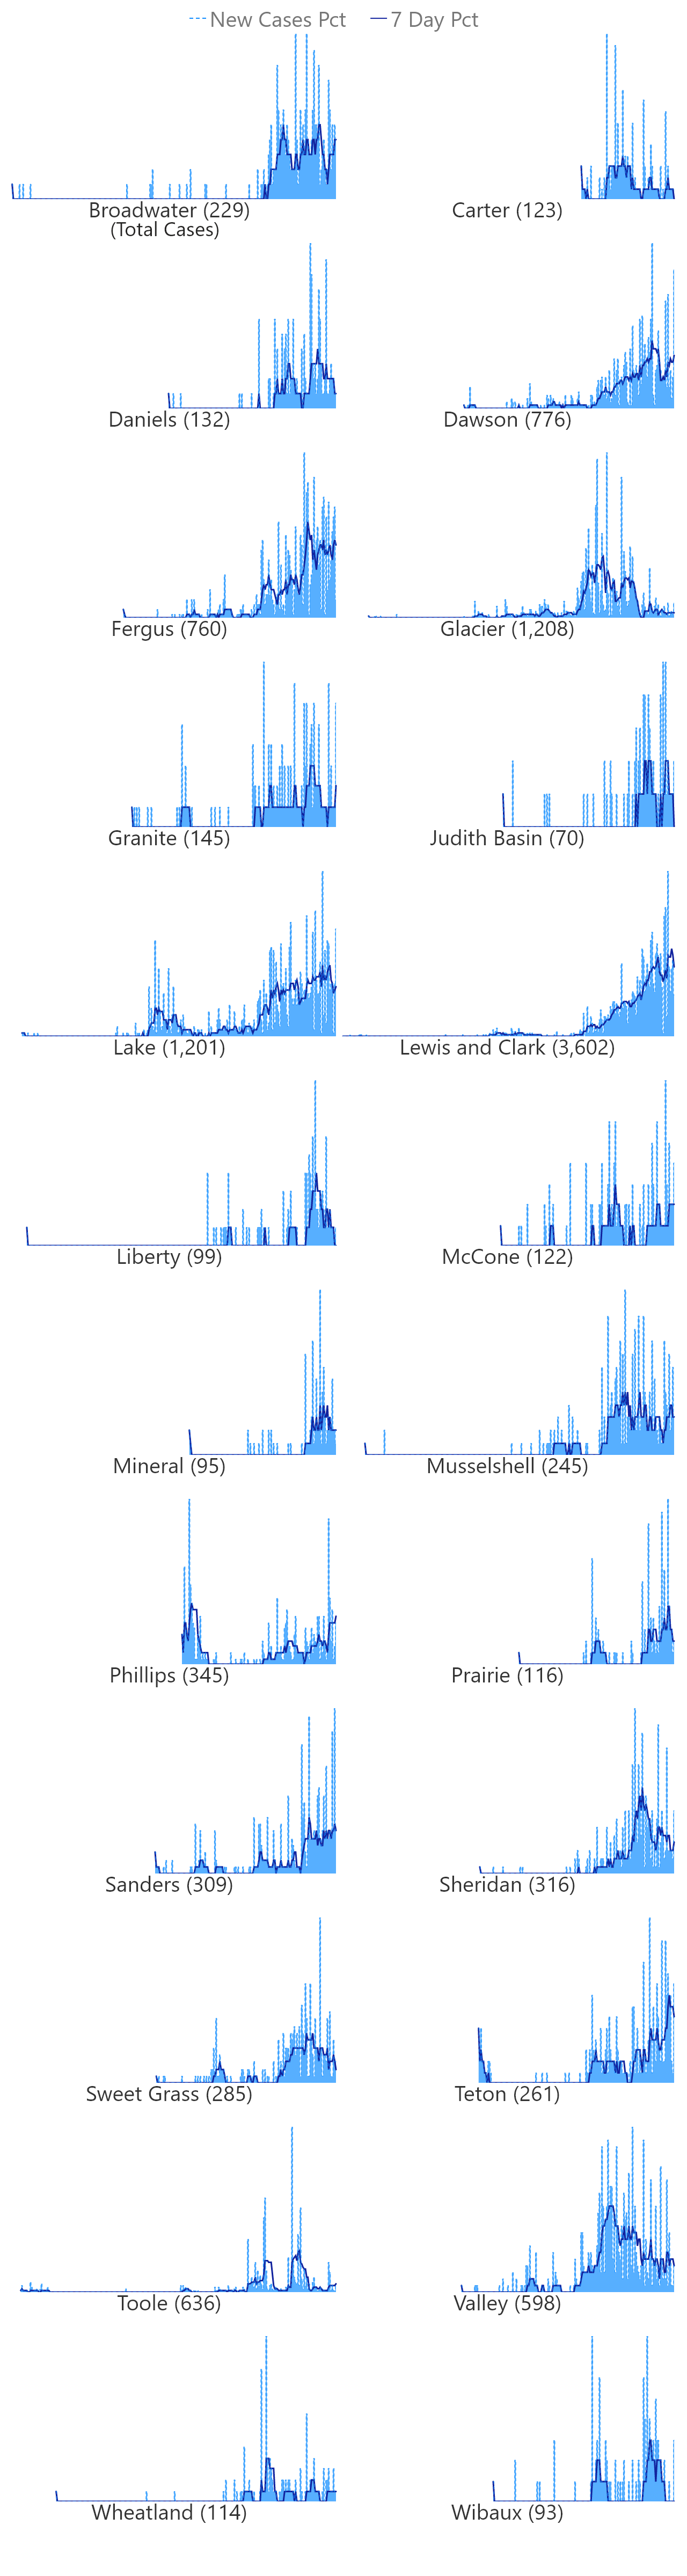 New Cases Pct 7 Day Pct
Broadwater (229) Carter (123)
(Total Cases)
Daniels (132) Dawson (776)
Fergus (760) Glacier (1,208)
Granite (145) Judith Basin (70)
Lake (1,201) Lewis and Clark (3,602)
Liberty (99) McCone (122)
Mineral (95) Musselshell (245)
Phillips (345) Prairie (116)
Sanders (309) Sheridan (316)
Sweet Grass (285) Teton (261)
Toole (636) Valley (598)
Wheatland (114) Wibaux (93)